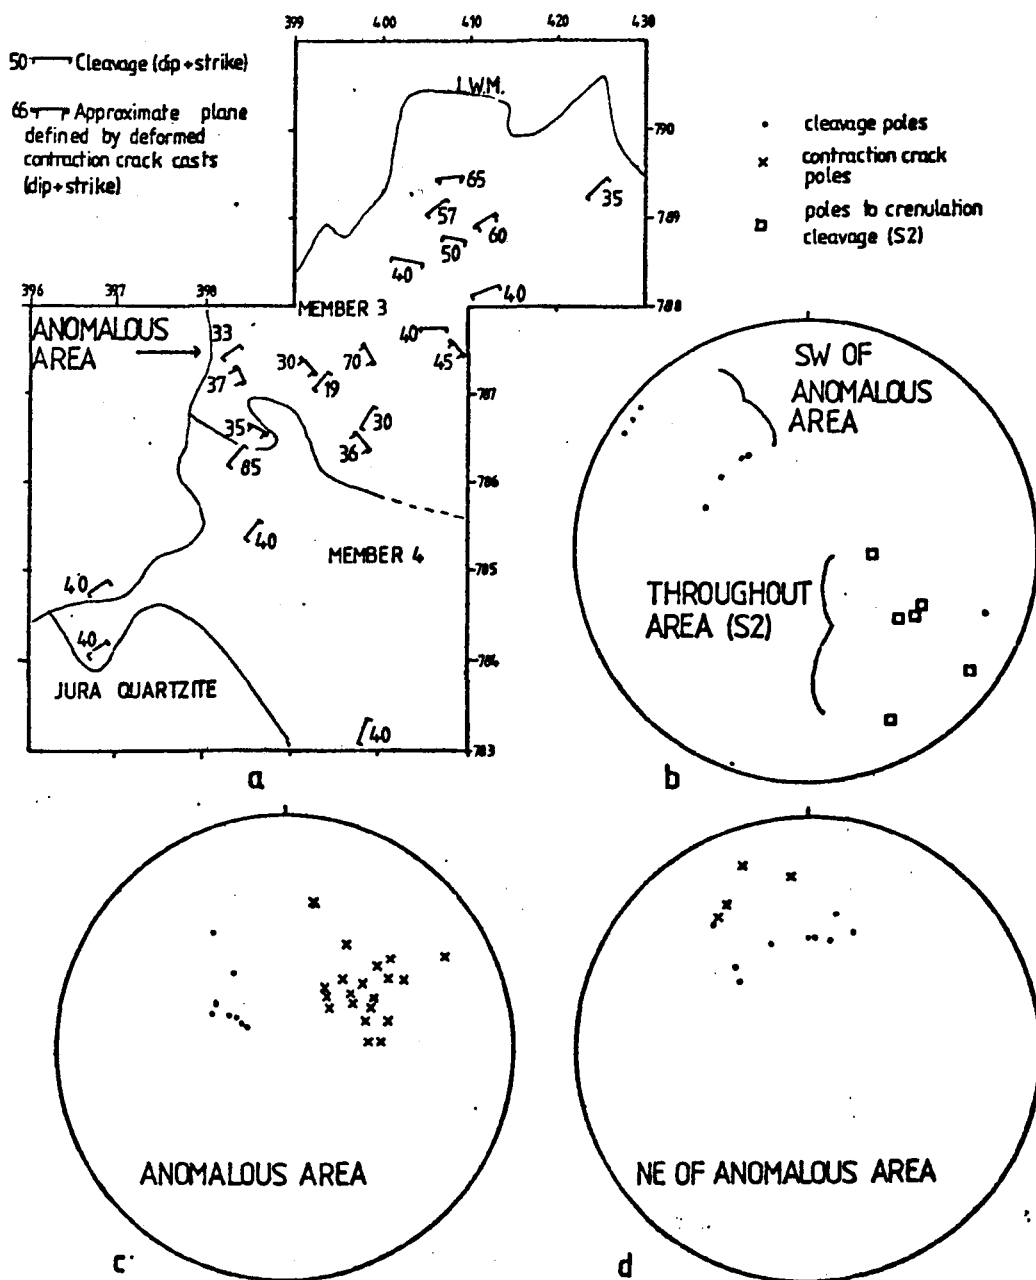 399 400 410 420 430
50 Cleavage (dip+strike)
66 Approximate plane
defined by deformed
contraction crack casts
(dip+strike)
I.W.M.
790
789
788
65
57
60
50
40
35
40
• cleavage poles
x contraction crack
poles
□ poles to crenulation
cleavage (S2)
396 397 398
MEMBER 3
ANOMALOUS
AREA
33
37
30
19
70
40
45
35
85
30
36
787
786
785
784
783
40
MEMBER 4
40
40
JURA QUARTZITE
40
a
SW OF
ANOMALOUS
AREA
THROUGHOUT
AREA (S2)
b
ANOMALOUS AREA
c
NE OF ANOMALOUS AREA
d